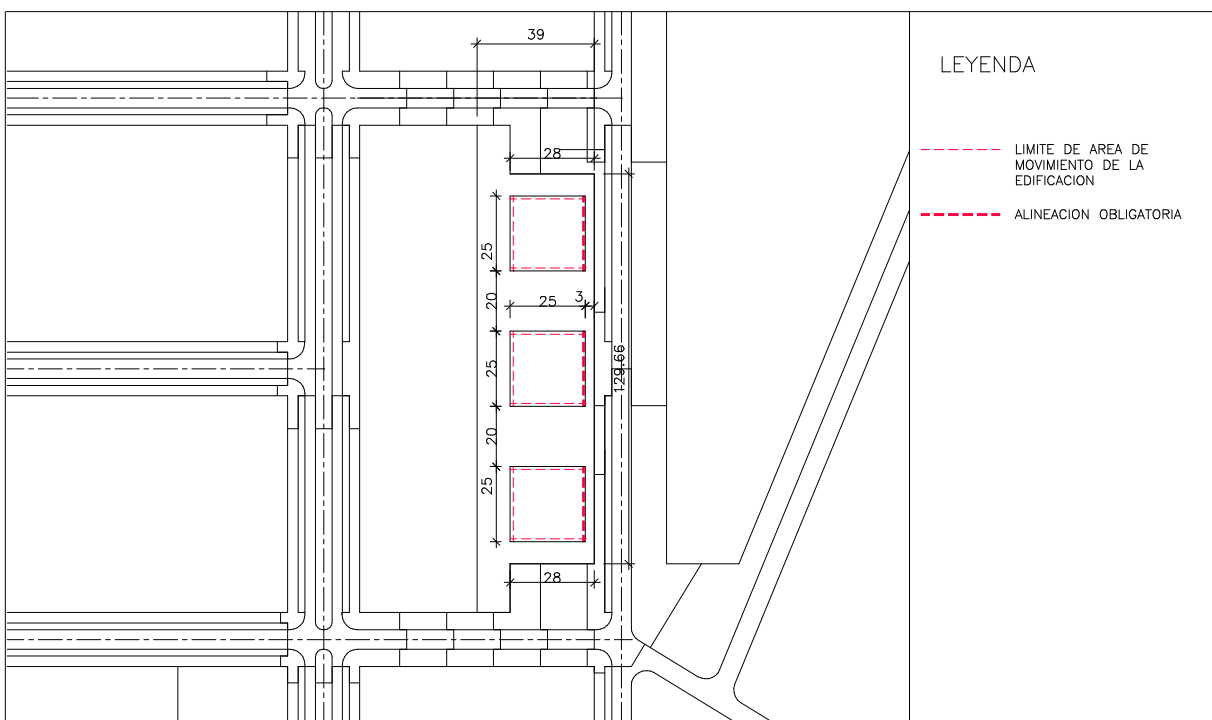 39
LEYENDA
28
LIMITE DE AREA DE
MOVIMIENTO DE LA
EDIFICACION
ALINEACION OBLIGATORIA
25
20
25
3
25
129.66
20
25
28